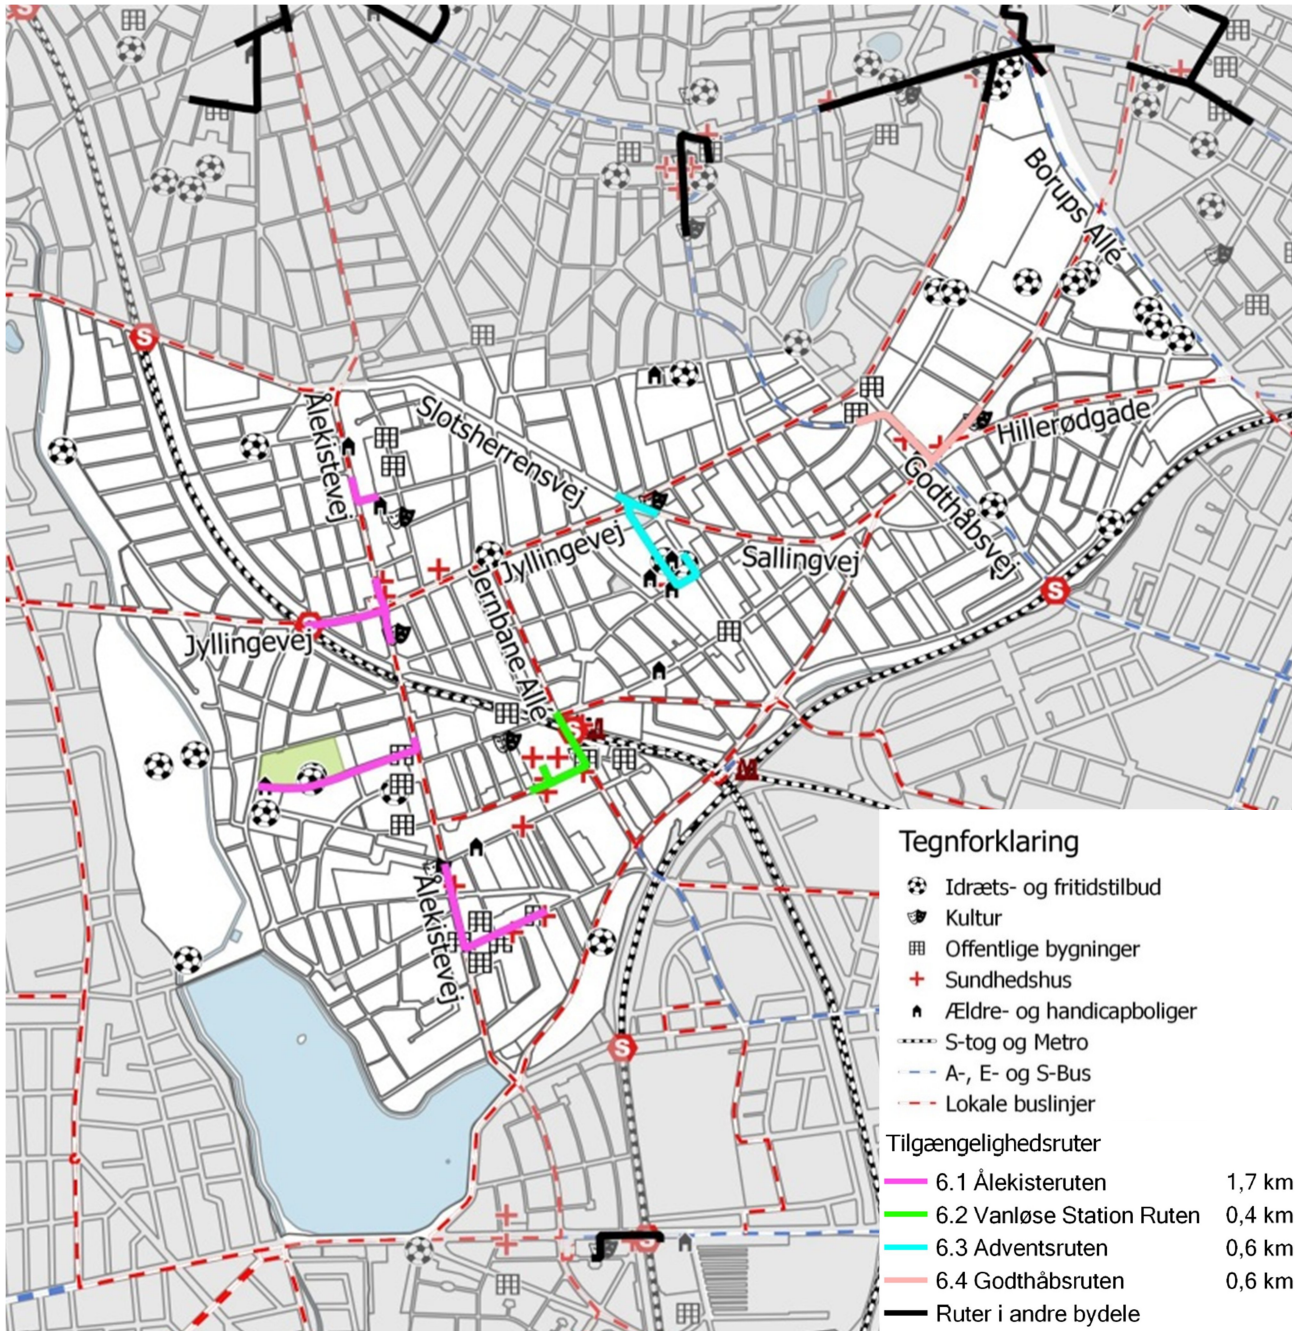 Borups Allé
Ålekistevej
Slotsherrensvej
Hillerødgade
Godthåbsvej
Jyllingevej
Sallingvej
Jernbane Allé
Jyllingevej
Ålekistevej
S
S
S
S
S
S
S
M
M
Tegnforklaring
Idræts- og fritidstilbud
Kultur
Offentlige bygninger
Sundhedshus
Ældre- og handicapboliger
S-tog og Metro
A-, E- og S-Bus
Lokale buslinjer
Tilgængelighedsruter
6.1 Ålekisteruten 1,7 km
6.2 Vanløse Station Ruten 0,4 km
6.3 Adventsruten 0,6 km
6.4 Godthåbsruten 0,6 km
Ruter i andre bydele